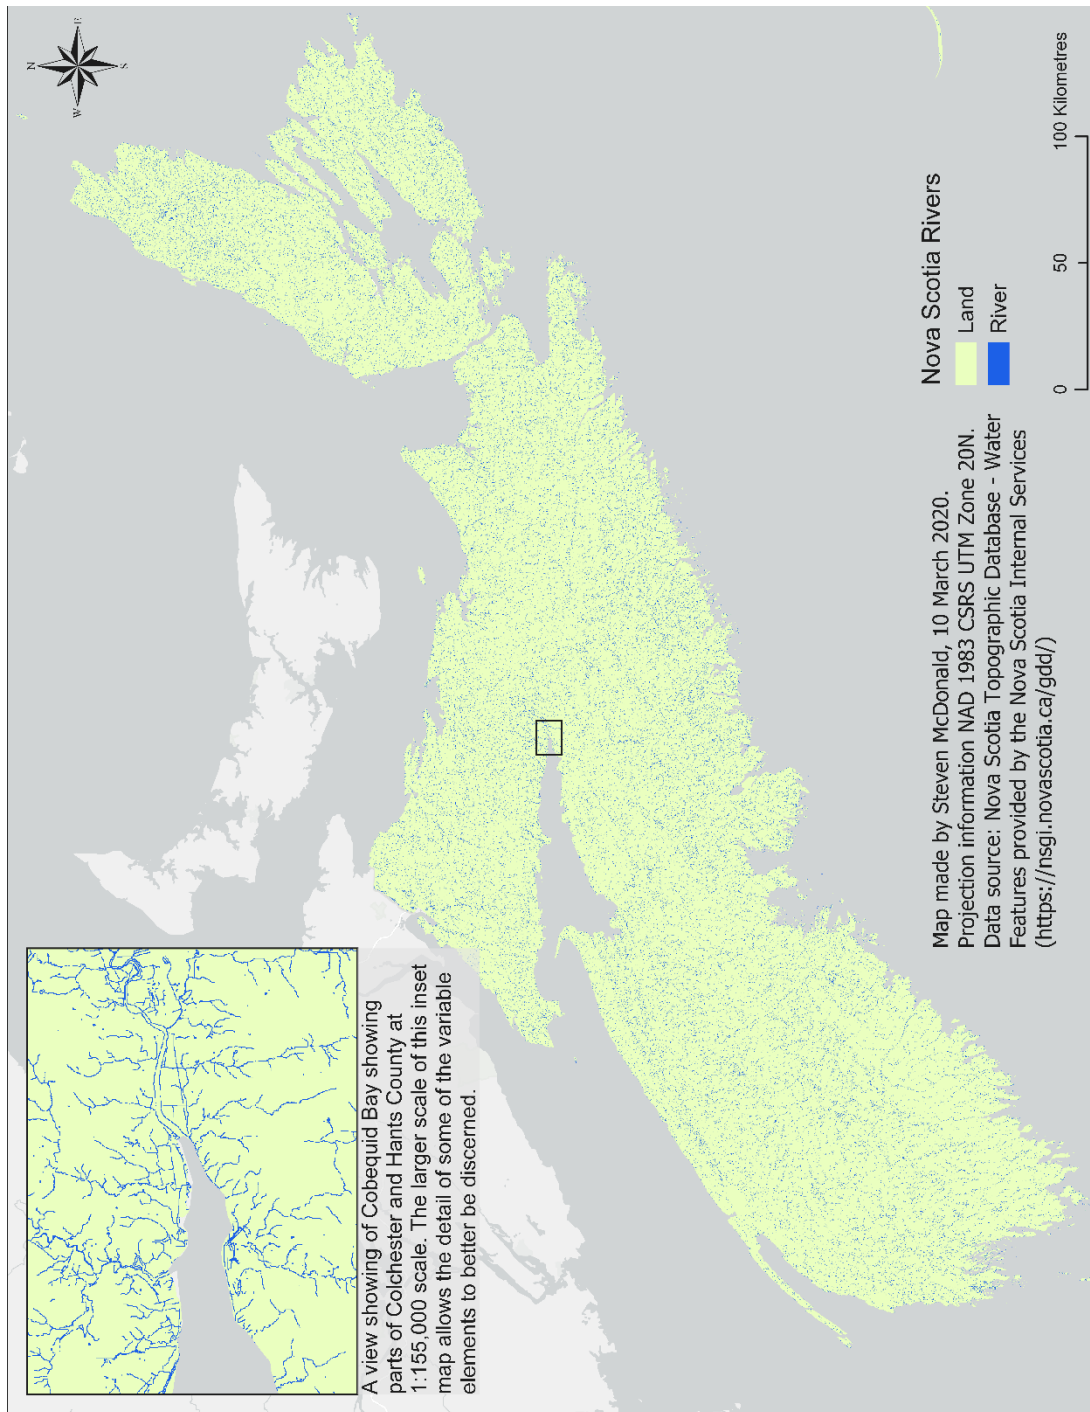 N
E
S
W
A view showing of Cobequid Bay showing
parts of Colchester and Hants County at
1:155,000 scale. The larger scale of this inset
map allows the detail of some of the variable
elements to better be discerned.
Nova Scotia Rivers
Land
River
Map made by Steven McDonald, 10 March 2020.
Projection information NAD 1983 CSRS UTM Zone 20N.
Data source: Nova Scotia Topographic Database - Water
Features provided by the Nova Scotia Internal Services
(https://nsgi.novascotia.ca/gdd/)
0 50 100 Kilometres